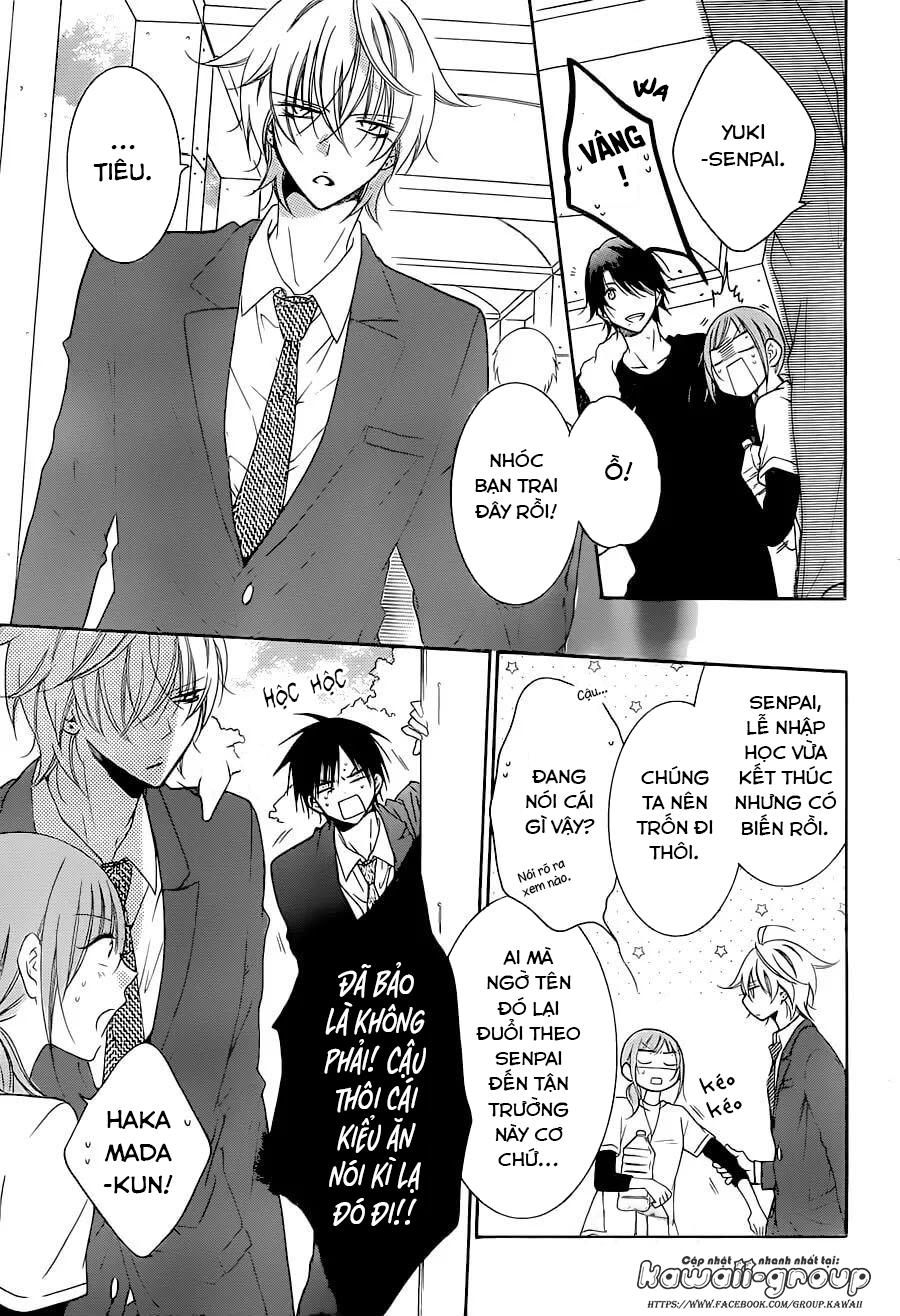 YUKI
-SENPAI.
WA
VÂNG
!
Ồ!
NHÓC
BẠN TRAI
ĐÂY RỒI!
...
TIÊU.
SENPAI,
LỄ NHẬP
HỌC VỪA
KẾT THÚC
NHƯNG CÓ
BIẾN RỒI.
CHÚNG
TA NÊN
TRỐN ĐI
THÔI.
Cậu...
ĐANG
NÓI CÁI
GÌ VẬY?
Nói rõ ra
xem nào.
AI MÀ
NGỜ TÊN
ĐÓ LẠI
ĐUỔI THEO
SENPAI
ĐẾN TẬN
TRƯỜNG
NÀY CƠ
CHỨ...
KÉO
KÉO
HỘC HỘC
ĐÃ BẢO
LÀ KHÔNG
PHẢI! CẬU
THÔI CÁI
KIỂU ĂN
NÓI KÌ LẠ
ĐÓ ĐI!!
HAKA
MADA
-KUN!
Cập nhật nhanh nhất tại:
kawaii-group
HTTPS://WWW.FACEBOOK.COM/GROUP.KAWAII